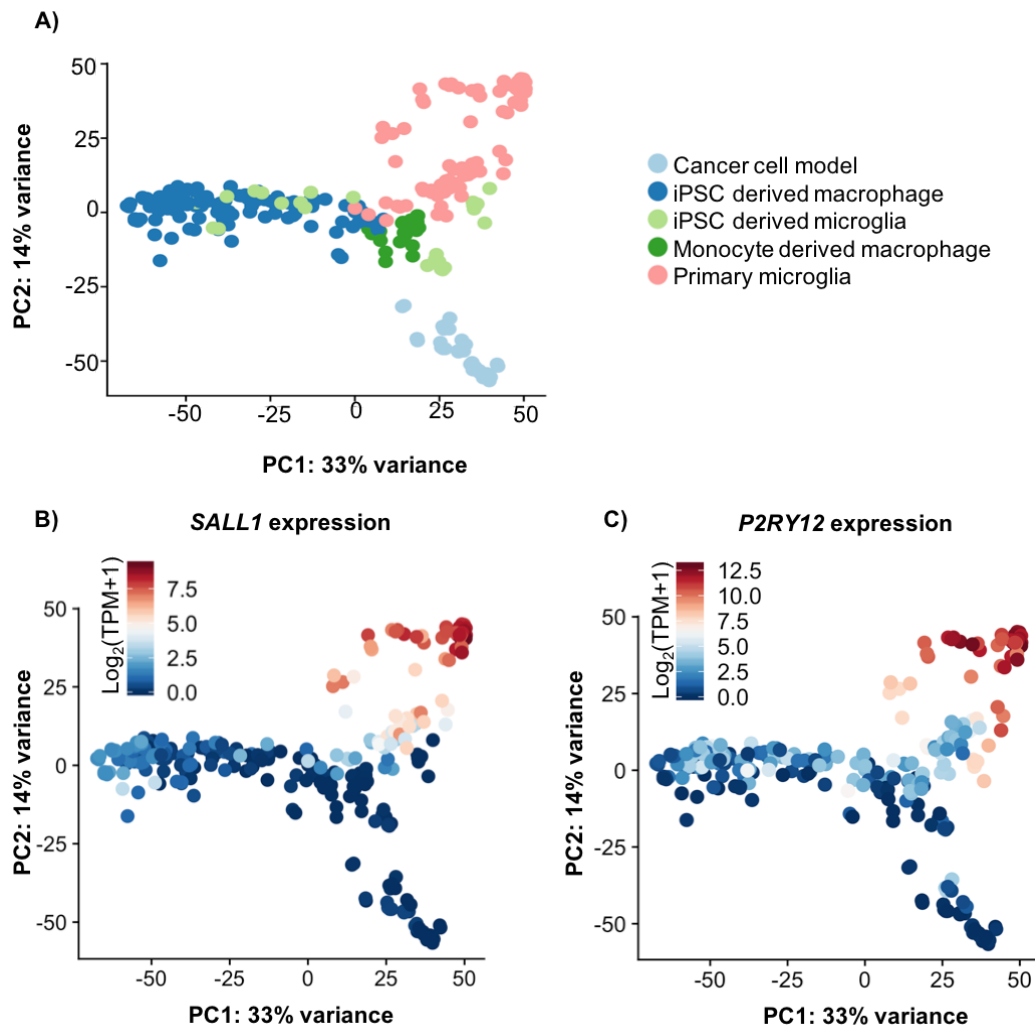 A)
50
25
0
-25
-50
PC2: 14% variance
-50
-25
0
25
50
PC1: 33% variance
Cancer cell model
iPSC derived macrophage
iPSC derived microglia
Monocyte derived macrophage
Primary microglia
B)
SALL1 expression
Log2(TPM+1)
7.5
5.0
2.5
0.0
50
25
0
-25
-50
PC2: 14% variance
-50
-25
0
25
50
PC1: 33% variance
C)
P2RY12 expression
Log2(TPM+1)
12.5
10.0
7.5
5.0
2.5
0.0
50
25
0
-25
-50
PC2: 14% variance
-50
-25
0
25
50
PC1: 33% variance